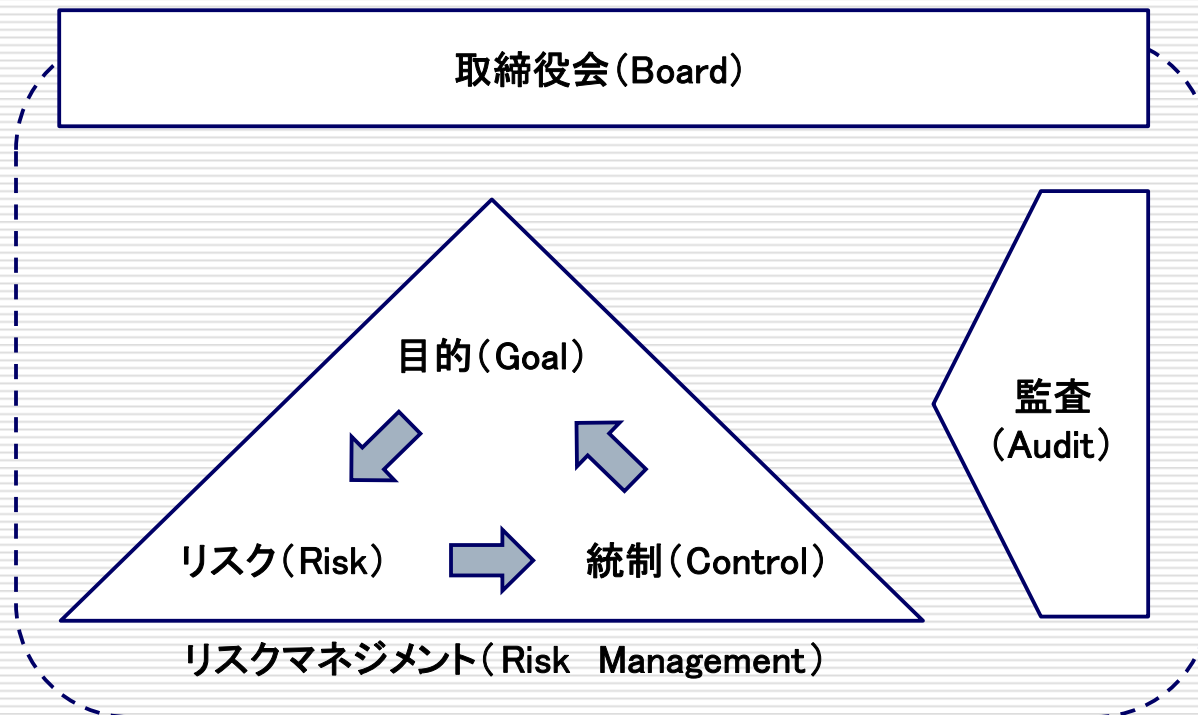 取締役会(Board)
目的(Goal)
リスク(Risk)
統制(Control)
監査
(Audit)
リスクマネジメント(Risk Management)